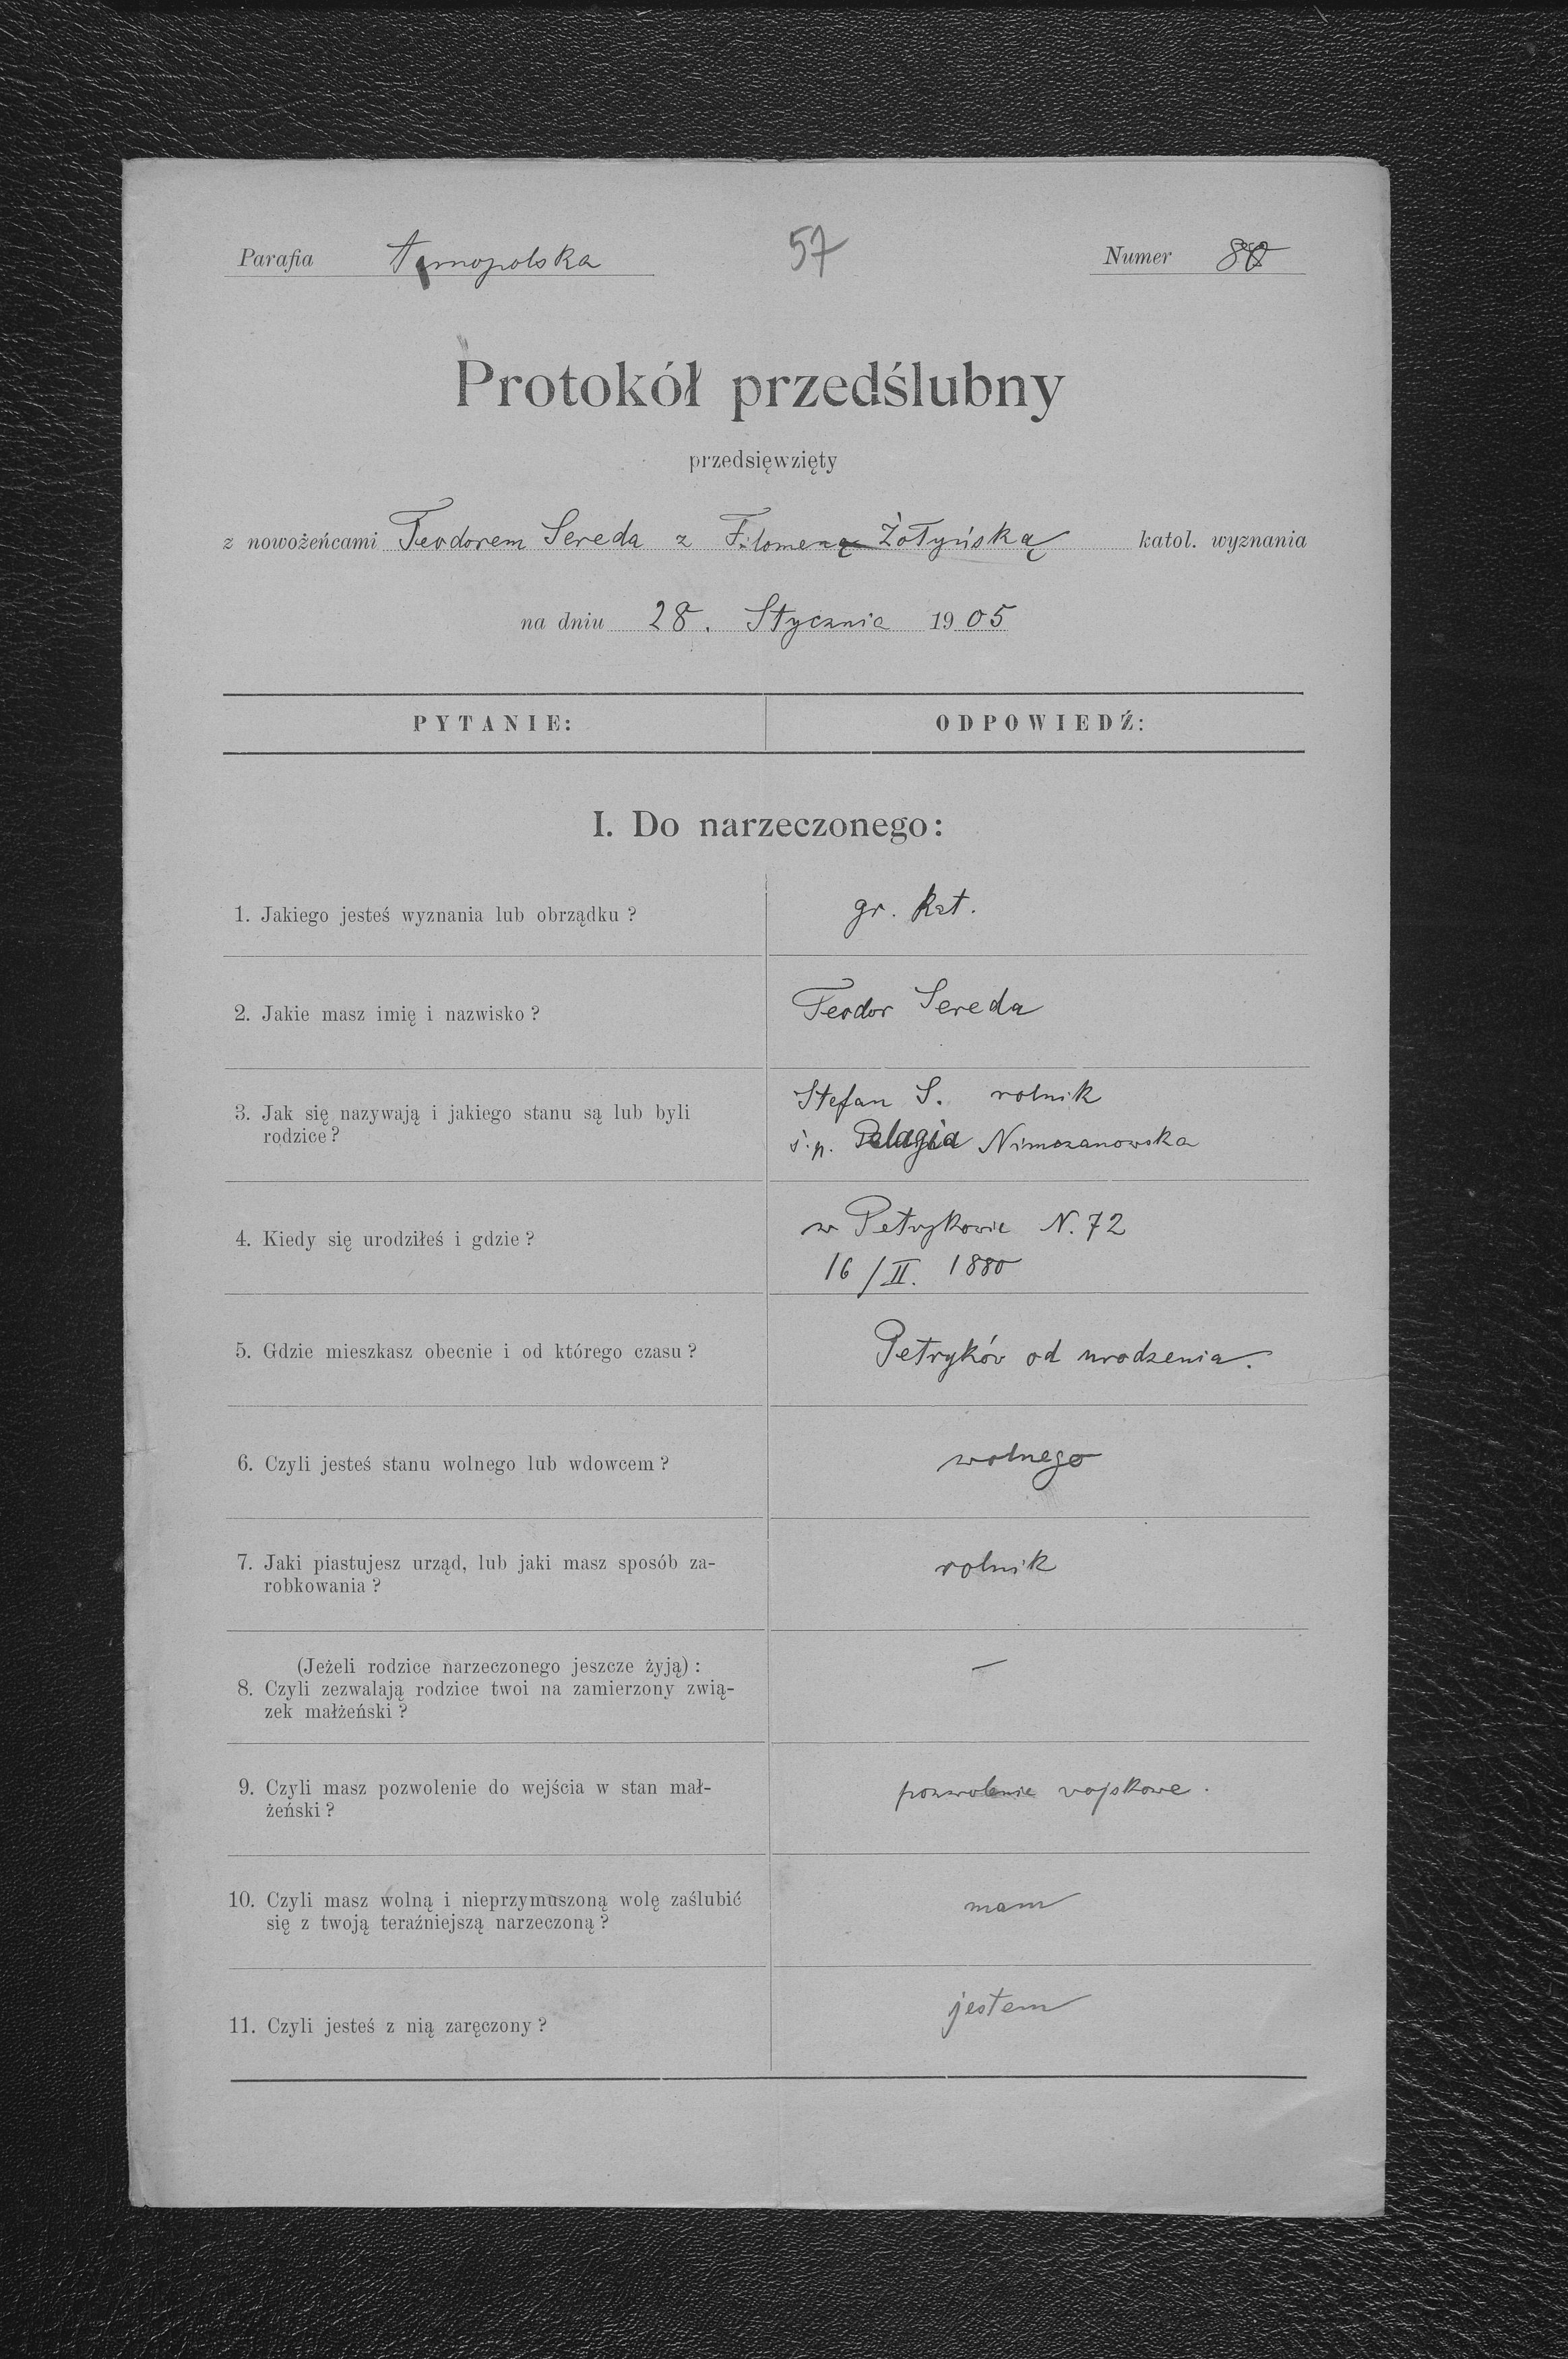 Parafia Tarnopolska 57 Numer
Protokół przedślubny
przedsięwzięty
z nowożeńcami Teodorem Sereda z Filomeną Żołyńską katol. wyznania
na dniu 28. Stycznia 1905
PYTANIE: ODPOWIEDŹ:
I. Do narzeczonego:
1. Jakiego jesteś wyznania lub obrządku? gr. kat.
2. Jakie masz imię i nazwisko? Teodor Sereda
3. Jak się nazywają i jakiego stanu są lub byli
rodzice?
Stefan S. rolnik
ś.p. Pelagia
4. Kiedy się urodziłeś i gdzie?
w Petrykowie N. 72
16/II. 1880
5. Gdzie mieszkasz obecnie i od którego czasu? Petryków od urodzenia.
6. Czyli jesteś stanu wolnego lub wdowcem? wolnego
7. Jaki piastujesz urząd, lub jaki masz sposób za-
robkowania?
rolnik
(Jeżeli rodzice narzeczonego jeszcze żyją):
8. Czyli zezwalają rodzice twoi na zamierzony zwią-
zek małżeński?
—
9. Czyli masz pozwolenie do wejścia w stan mał-
żeński?
pozwolenie wojskowe.
10. Czyli masz wolną i nieprzymuszoną wolę zaślubić
się z twoją teraźniejszą narzeczoną?
mam
11. Czyli jesteś z nią zaręczony? jestem